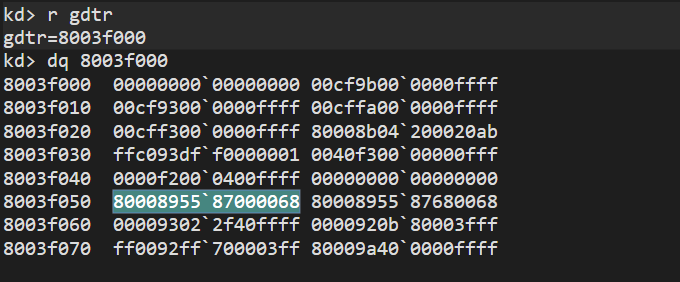 kd> r gdtr
gdtr=8003f000
kd> dq 8003f000
8003f000  00000000`00000000 00cf9b00`0000ffff
8003f010  00cf9300`0000ffff 00cffa00`0000ffff
8003f020  00cff300`0000ffff 80008b04`200020ab
8003f030  ffc093df`f0000001 0040f300`00000fff
8003f040  0000f200`0400ffff 00000000`00000000
8003f050  80008955`87000068 80008955`87680068
8003f060  00009302`2f40ffff 0000920b`80003fff
8003f070  ff0092ff`700003ff 80009a40`0000ffff